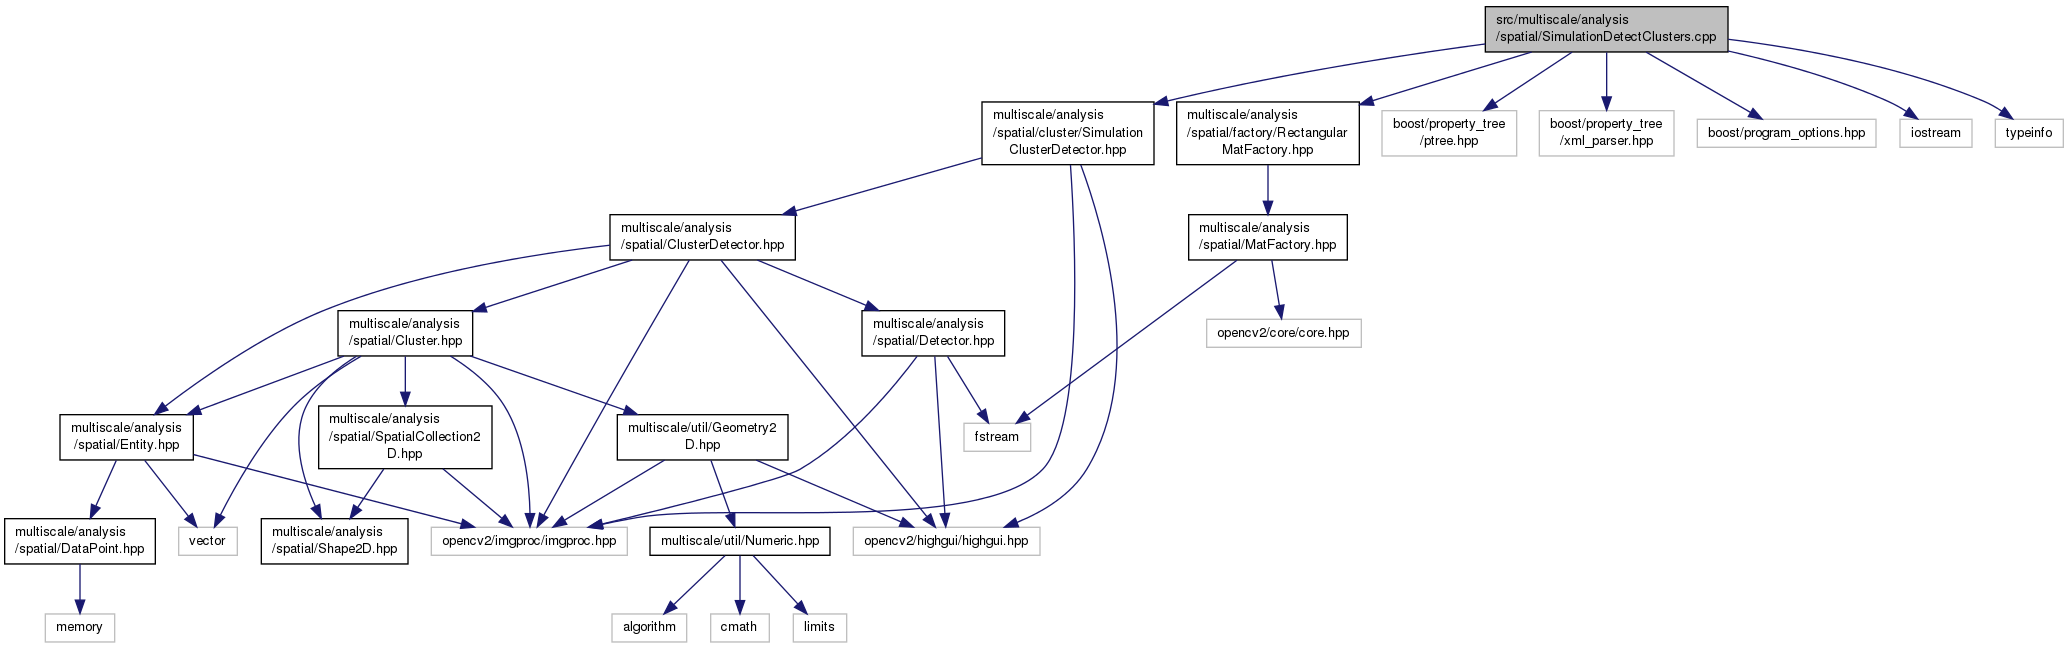 src/multiscale/analysis
/spatial/SimulationDetectClusters.cpp
multiscale/analysis
/spatial/cluster/Simulation
ClusterDetector.hpp
multiscale/analysis
/spatial/factory/Rectangular
MatFactory.hpp
boost/property_tree
/ptree.hpp
boost/property_tree
/xml_parser.hpp
boost/program_options.hpp
iostream
typeinfo
multiscale/analysis
/spatial/ClusterDetector.hpp
multiscale/analysis
/spatial/MatFactory.hpp
multiscale/analysis
/spatial/Cluster.hpp
multiscale/analysis
/spatial/Detector.hpp
opencv2/core/core.hpp
multiscale/analysis
/spatial/Entity.hpp
multiscale/analysis
/spatial/SpatialCollection2
D.hpp
multiscale/util/Geometry2
D.hpp
fstream
multiscale/analysis
/spatial/DataPoint.hpp
vector
multiscale/analysis
/spatial/Shape2D.hpp
opencv2/imgproc/imgproc.hpp
multiscale/util/Numeric.hpp
opencv2/highgui/highgui.hpp
memory
algorithm
cmath
limits